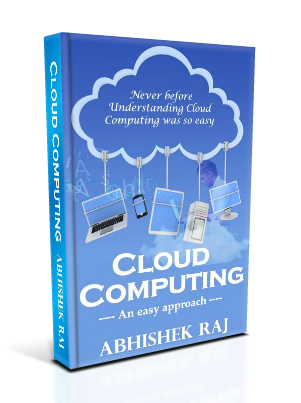 Never before
Understanding Cloud
Computing was so easy
CLOUD
COMPUTING
---- An easy approach ----
ABHISHEK RAJ
CLOUD COMPUTING ABHISHEK RAJ